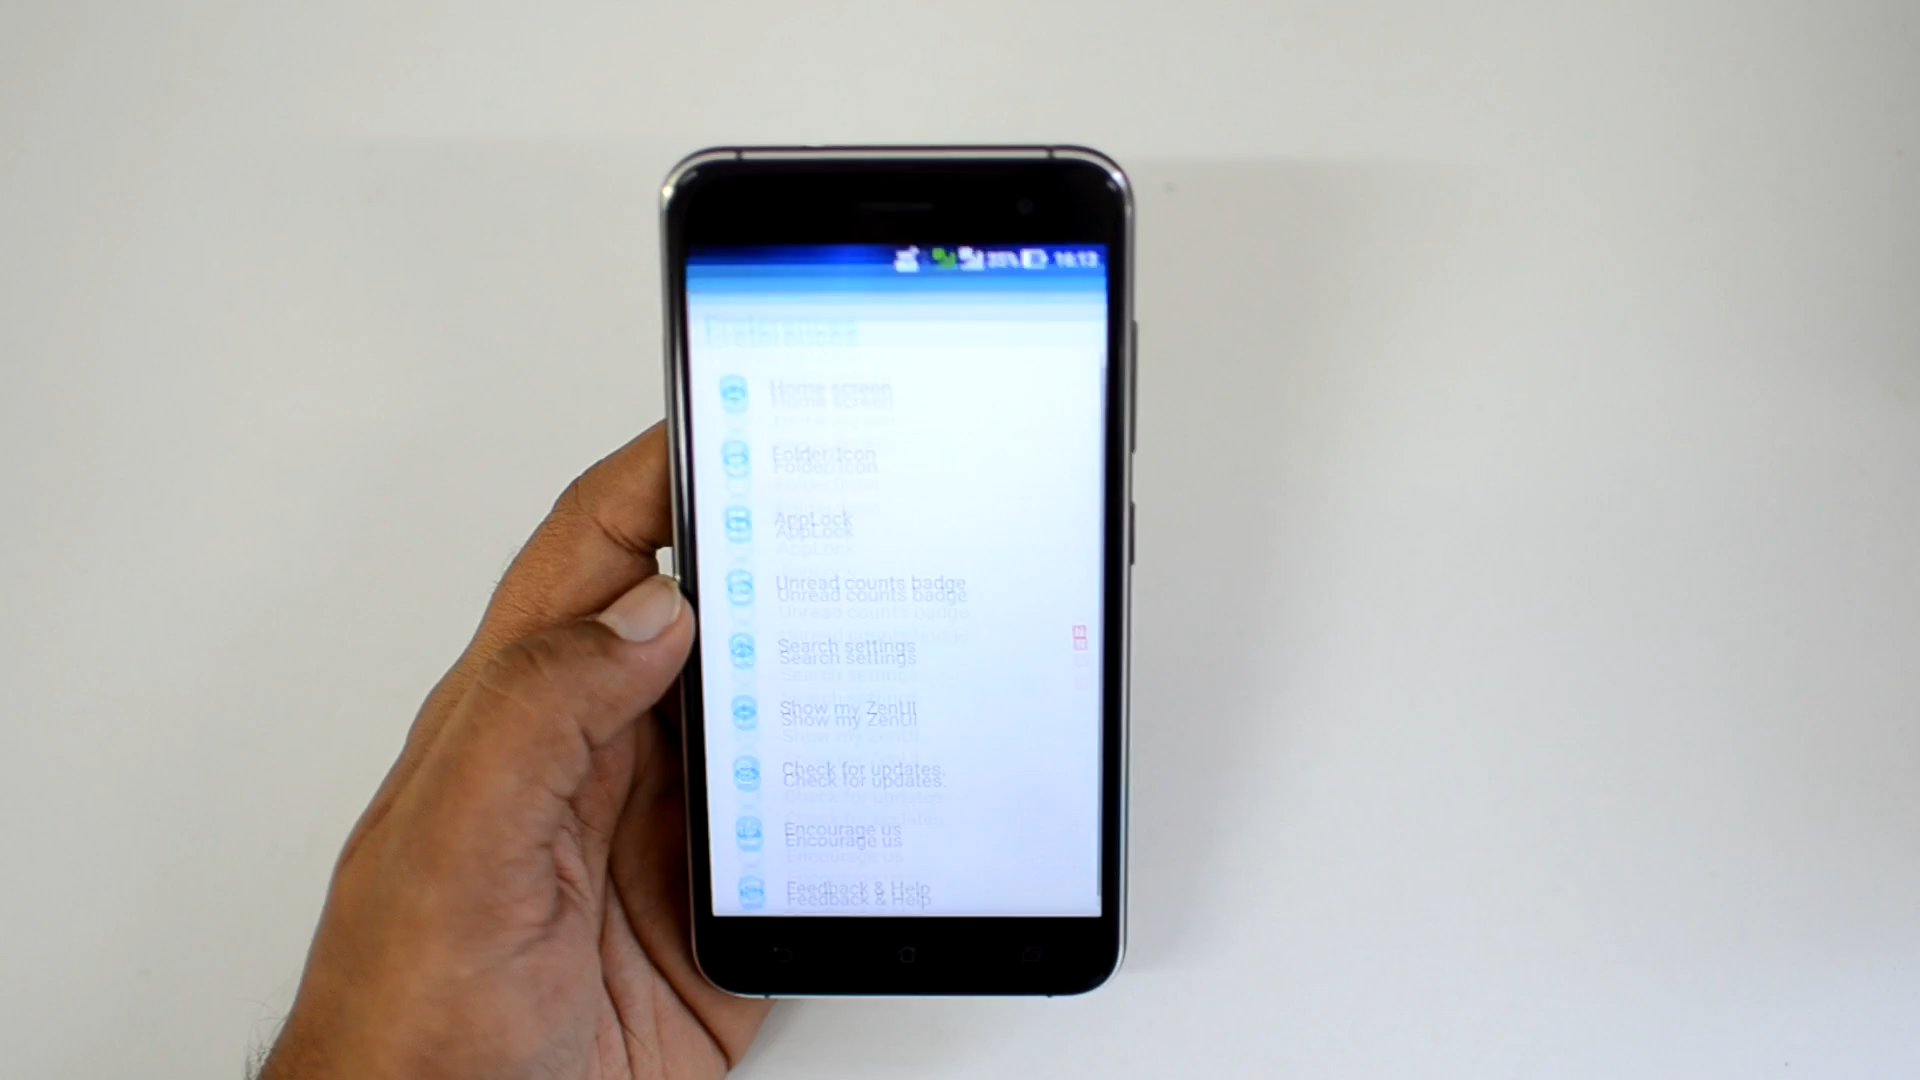 Preferences
Home screen
Folder/Icon
AppLock
Unread counts badge
Search settings
Show my ZenUI
Check for updates.
Encourage us
Feedback & Help